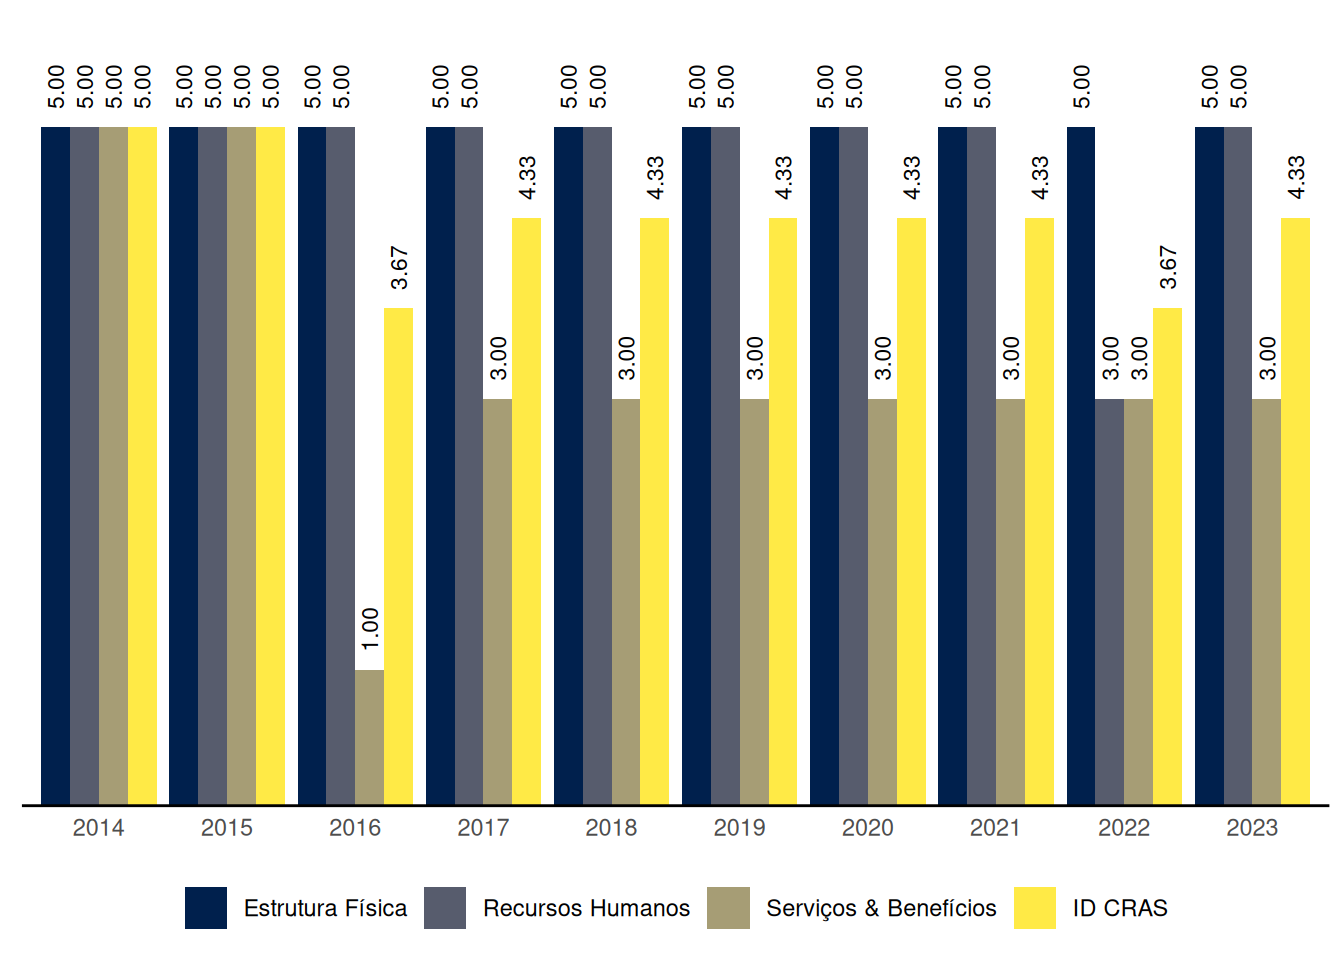 5.00 5.00 5.00 5.00 5.00 5.00 5.00 5.00 5.00 5.00 1.00 3.67 5.00 5.00 3.00 4.33 5.00 5.00 3.00 4.33 5.00 5.00 3.00 4.33 5.00 5.00 3.00 4.33 5.00 5.00 3.00 4.33 5.00 3.00 3.00 3.67 5.00 5.00 3.00 4.33
2014 2015 2016 2017 2018 2019 2020 2021 2022 2023
Estrutura Física Recursos Humanos Serviços & Benefícios ID CRAS